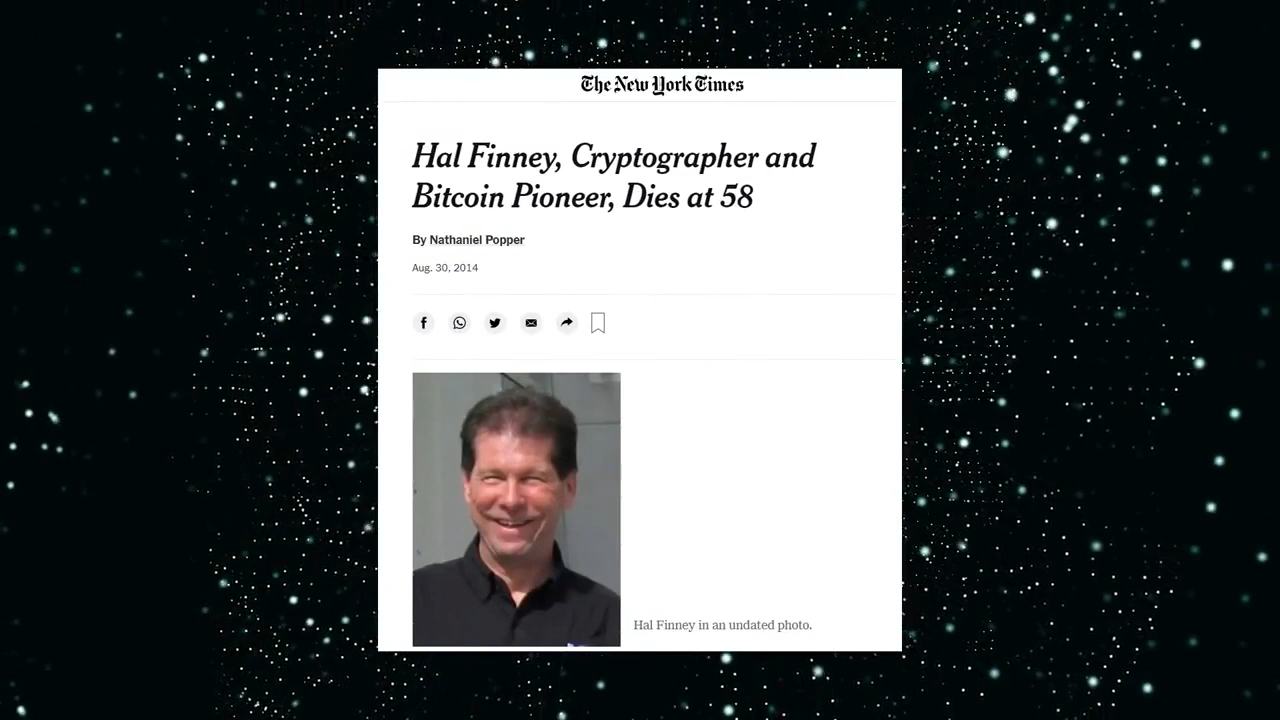 The New York Times
Hal Finney, Cryptographer and
Bitcoin Pioneer, Dies at 58
By Nathaniel Popper
Aug. 30, 2014
Hal Finney in an undated photo.